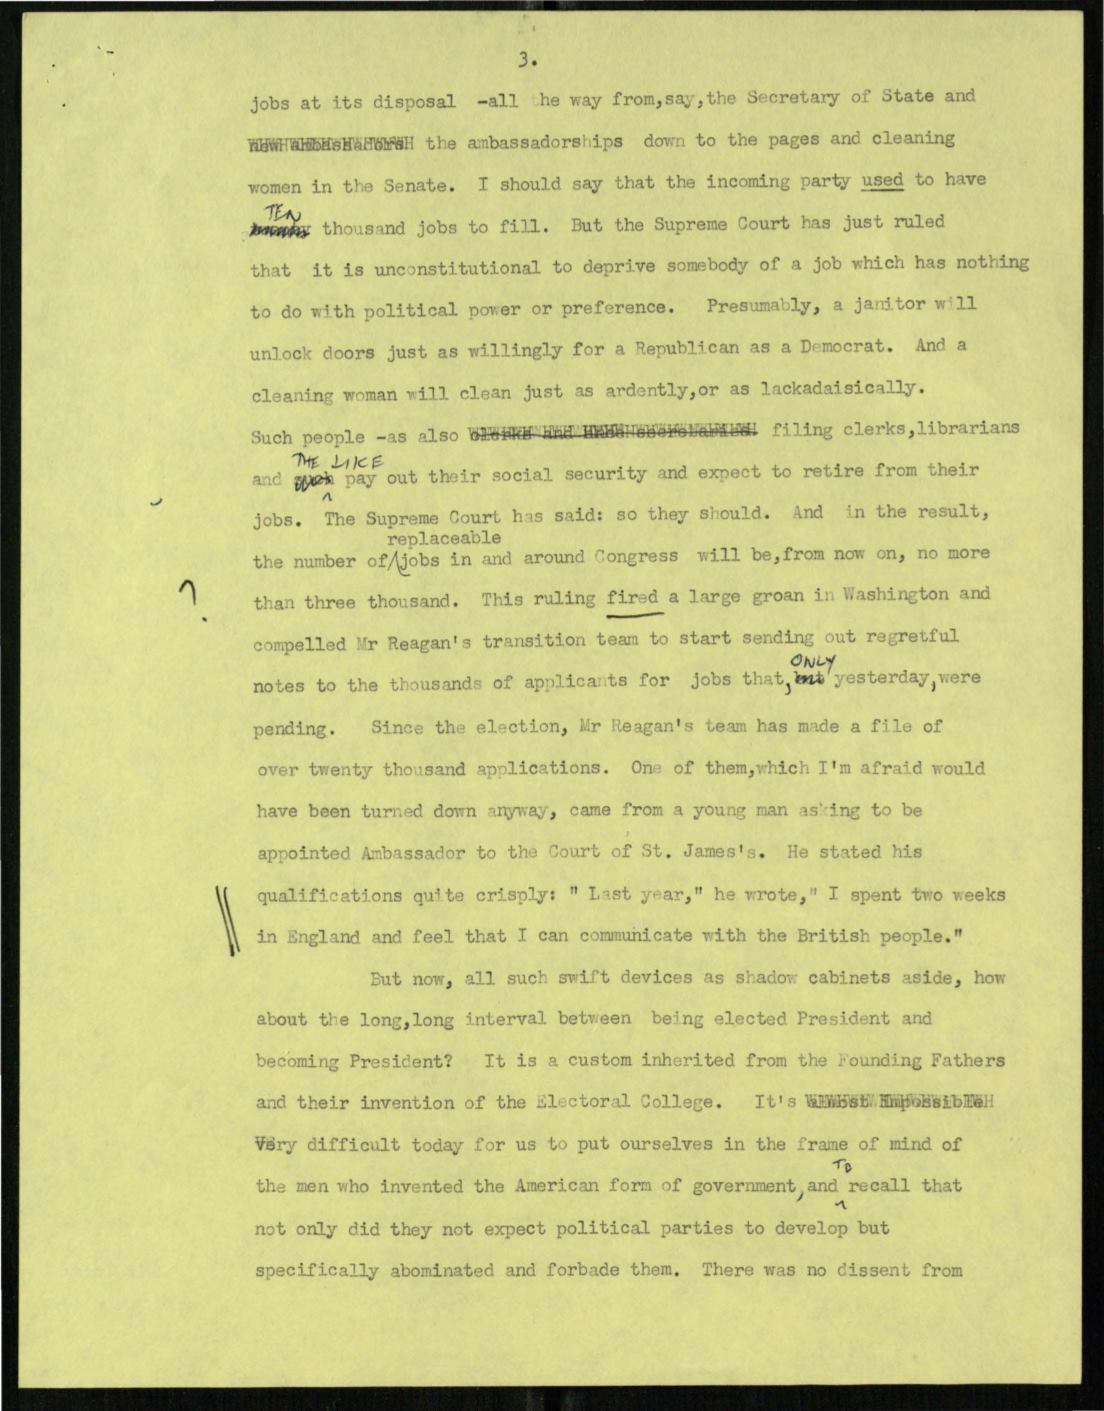 3.
jobs at its disposal -all the way from,say,the Secretary of State and
the ambassadorships down to the pages and cleaning
women in the Senate. I should say that the incoming party used to have
TEN
thousand jobs to fill. But the Supreme Court has just ruled
that it is unconstitutional to deprive somebody of a job which has nothing
to do with political power or preference. Presumably, a janitor will
unlock doors just as willingly for a Republican as a Democrat. And a
cleaning woman will clean just as ardently,or as lackadaisically.
Such people -as also clerks and secretaries. filing clerks,librarians
THE LIKE
and such pay out their social security and expect to retire from their
jobs. The Supreme Court has said: so they should. And in the result,
replaceable
the number of/jobs in and around Congress will be,from now on, no more
? than three thousand. This ruling fired a large groan in Washington and
compelled Mr Reagan's transition team to start sending out regretful
ONLY
notes to the thousands of applicants for jobs that, but yesterday,were
pending. Since the election, Mr Reagan's team has made a file of
over twenty thousand applications. One of them,which I'm afraid would
have been turned down anyway, came from a young man asking to be
appointed Ambassador to the Court of St. James's. He stated his
qualifications quite crisply: " Last year," he wrote," I spent two weeks
in England and feel that I can communicate with the British people."
But now, all such swift devices as shadow cabinets aside, how
about the long,long interval between being elected President and
becoming President? It is a custom inherited from the Founding Fathers
and their invention of the Electoral College. It's almost impossible
Very difficult today for us to put ourselves in the frame of mind of
TO
the men who invented the American form of government,and recall that
not only did they not expect political parties to develop but
specifically abominated and forbade them. There was no dissent from